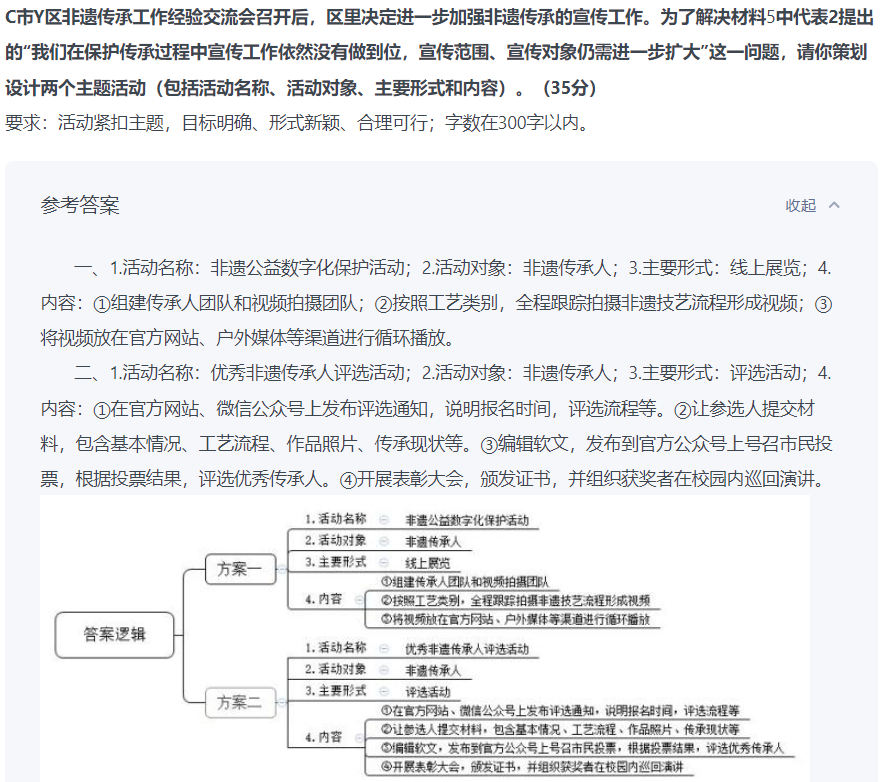 C市Y区非遗传承工作经验交流会召开后，区里决定进一步加强非遗传承的宣传工作。为了解决材料5中代表2提出
的“我们在保护传承过程中宣传工作依然没有做到位，宣传范围、宣传对象仍需进一步扩大”这一问题，请你策划
设计两个主题活动（包括活动名称、活动对象、主要形式和内容）。（35分）
要求：活动紧扣主题，目标明确、形式新颖、合理可行；字数在300字以内。
参考答案
收起
一、1.活动名称：非遗公益数字化保护活动；2.活动对象：非遗传承人；3.主要形式：线上展览；4.
内容：①组建传承人团队和视频拍摄团队；②按照工艺类别，全程跟踪拍摄非遗技艺流程形成视频；③
将视频放在官方网站、户外媒体等渠道进行循环播放。
二、1.活动名称：优秀非遗传承人评选活动；2.活动对象：非遗传承人；3.主要形式：评选活动；4.
内容：①在官方网站、微信公众号上发布评选通知，说明报名时间，评选流程等。②让参选人提交材
料，包含基本情况、工艺流程、作品照片、传承现状等。③编辑软文，发布到官方公众号上号召市民投
票，根据投票结果，评选优秀传承人。④开展表彰大会，颁发证书，并组织获奖者在校园内巡回演讲。
答案逻辑
方案一
1.活动名称 非遗公益数字化保护活动
2.活动对象 非遗传承人
3.主要形式 线上展览
4.内容
①组建传承人团队和视频拍摄团队
②按照工艺类别，全程跟踪拍摄非遗技艺流程形成视频
③将视频放在官方网站、户外媒体等渠道进行循环播放
方案二
1.活动名称 优秀非遗传承人评选活动
2.活动对象 非遗传承人
3.主要形式 评选活动
4.内容
①在官方网站、微信公众号上发布评选通知，说明报名时间，评选流程等
②让参选人提交材料，包含基本情况、工艺流程、作品照片、传承现状等
③编辑软文，发布到官方公众号上号召市民投票，根据投票结果，评选优秀传承人
④开展表彰大会，颁发证书，并组织获奖者在校园内巡回演讲